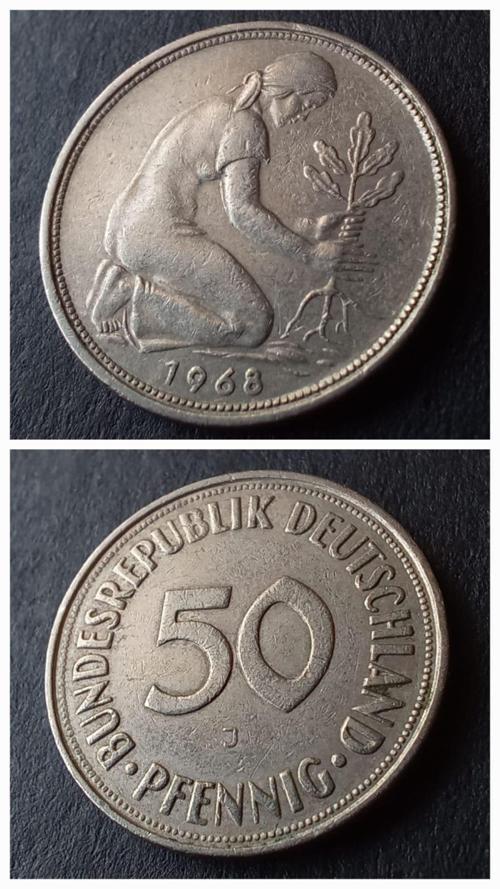 1968
BUNDESREPUBLIK DEUTSCHLAND
50
J
· PFENNIG ·